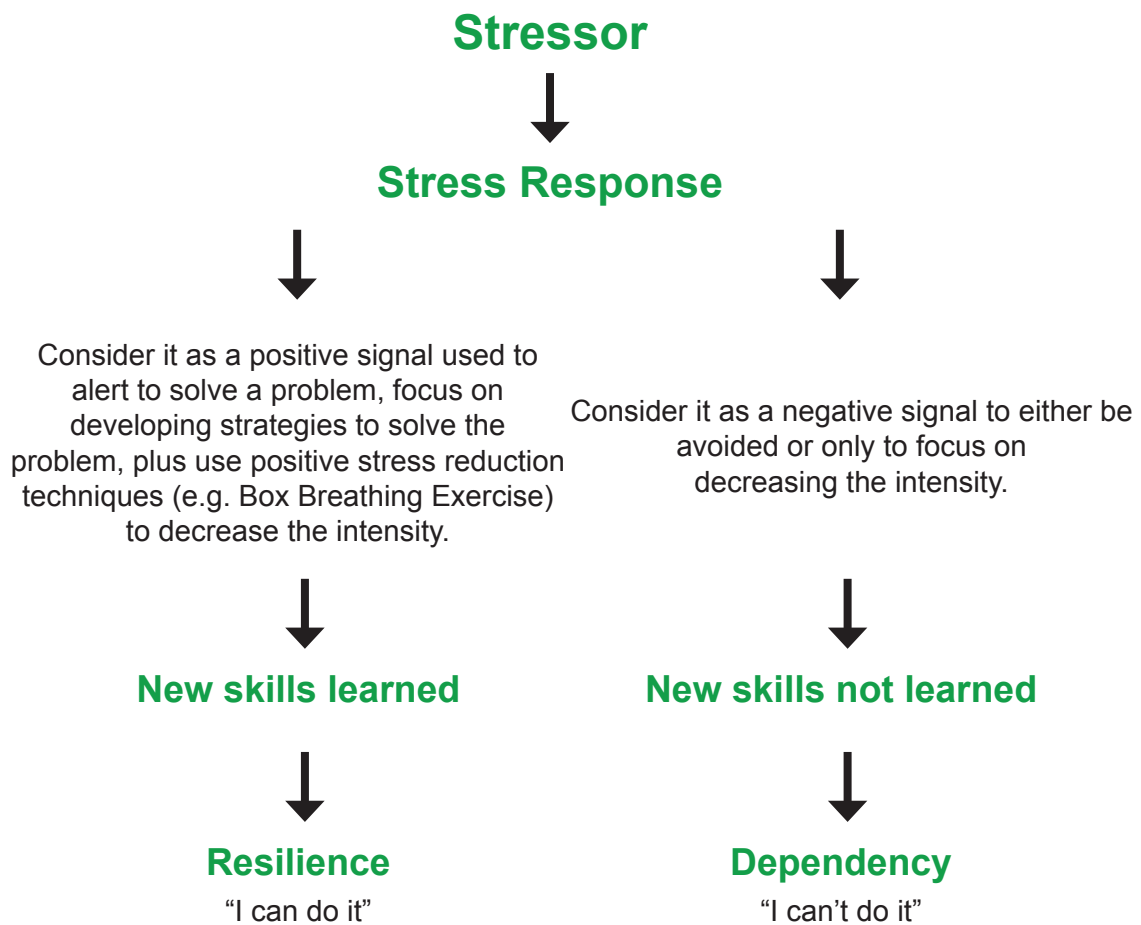 Stressor
Stress Response
Consider it as a positive signal used to
alert to solve a problem, focus on
developing strategies to solve the
problem, plus use positive stress reduction
techniques (e.g. Box Breathing Exercise)
to decrease the intensity.
Consider it as a negative signal to either be
avoided or only to focus on
decreasing the intensity.
New skills learned
New skills not learned
Resilience
“I can do it”
Dependency
“I can’t do it”